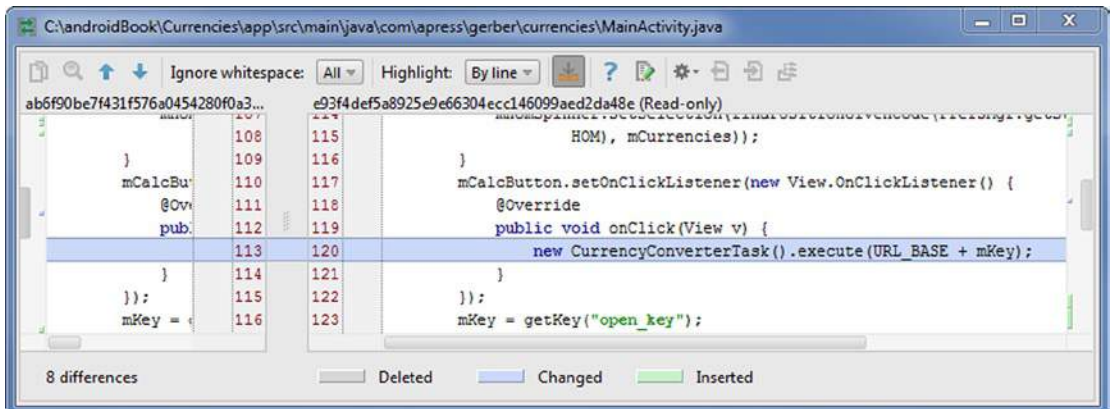 C:\androidBook\Currencies\app\src\main\java\com\apress\gerber\currencies\MainActivity.java
Ignore whitespace: All Highlight: By line ?
ab6f90be7f431f576a0454280f0a3... e93f4def5a8925e9e66304ecc146099aed2da48e (Read-only)
108 115 HOM), mCurrencies));
} 109 116 }
mCalcBu 110 117 mCalcButton.setOnClickListener(new View.OnClickListener() {
@Ove 111 118 @Override
pub 112 119 public void onClick(View v) {
113 120 new CurrencyConverterTask().execute(URL_BASE + mKey);
} 114 121 }
}); 115 122 });
mKey = 116 123 mKey = getKey("open_key");
8 differences Deleted Changed Inserted